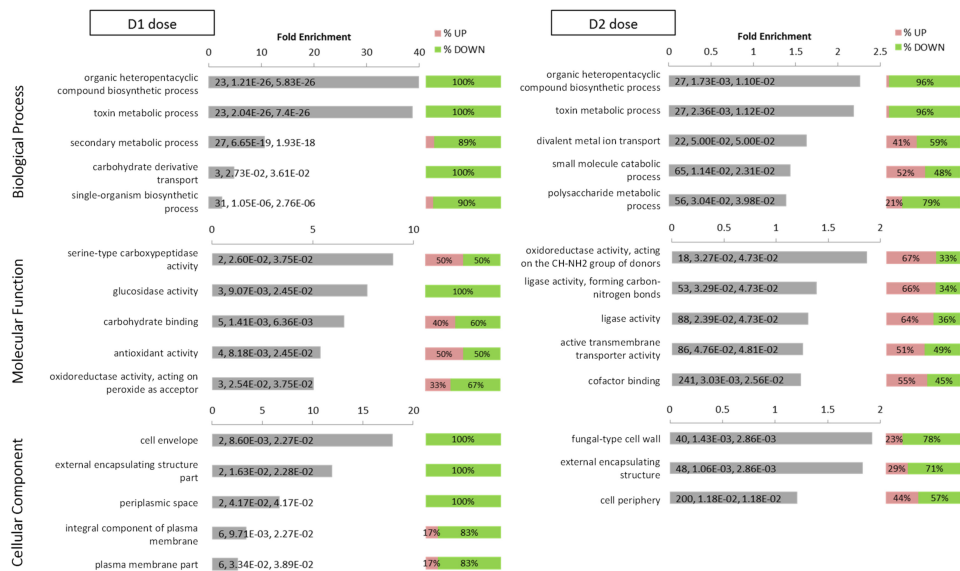 D1 dose
Fold Enrichment
% UP
% DOWN
0 10 20 30 40
Biological Process
organic heteropentacyclic
compound biosynthetic process
23, 1.21E-26, 5.83E-26
100%
toxin metabolic process
23, 2.04E-26, 7.4E-26
100%
secondary metabolic process
27, 6.65E-19, 1.93E-18
89%
carbohydrate derivative
transport
3, 2.73E-02, 3.61E-02
100%
single-organism biosynthetic
process
31, 1.05E-06, 2.76E-06
90%
0 5 10
Molecular Function
serine-type carboxypeptidase
activity
2, 2.60E-02, 3.75E-02
50% 50%
glucosidase activity
3, 9.07E-03, 2.45E-02
100%
carbohydrate binding
5, 1.41E-03, 6.36E-03
40% 60%
antioxidant activity
4, 8.18E-03, 2.45E-02
50% 50%
oxidoreductase activity, acting on
peroxide as acceptor
3, 2.54E-02, 3.75E-02
33% 67%
0 5 10 15 20
Cellular Component
cell envelope
2, 8.60E-03, 2.27E-02
100%
external encapsulating structure
part
2, 1.63E-02, 2.28E-02
100%
periplasmic space
2, 4.17E-02, 4.17E-02
100%
integral component of plasma
membrane
6, 9.71E-03, 2.27E-02
17% 83%
plasma membrane part
6, 3.34E-02, 3.89E-02
17% 83%
D2 dose
Fold Enrichment
% UP
% DOWN
0 0.5 1 1.5 2 2.5
organic heteropentacyclic
compound biosynthetic process
27, 1.73E-03, 1.10E-02
96%
toxin metabolic process
27, 2.36E-03, 1.12E-02
96%
divalent metal ion transport
22, 5.00E-02, 5.00E-02
41% 59%
small molecule catabolic
process
65, 1.14E-02, 2.31E-02
52% 48%
polysaccharide metabolic
process
56, 3.04E-02, 3.98E-02
21% 79%
0 0.5 1 1.5 2
oxidoreductase activity, acting
on the CH-NH2 group of donors
18, 3.27E-02, 4.73E-02
67% 33%
ligase activity, forming carbon-
nitrogen bonds
53, 3.29E-02, 4.73E-02
66% 34%
ligase activity
88, 2.39E-02, 4.73E-02
64% 36%
active transmembrane
transporter activity
86, 4.76E-02, 4.81E-02
51% 49%
cofactor binding
241, 3.03E-03, 2.56E-02
55% 45%
0 0.5 1 1.5 2
fungal-type cell wall
40, 1.43E-03, 2.86E-03
23% 78%
external encapsulating
structure
48, 1.06E-03, 2.86E-03
29% 71%
cell periphery
200, 1.18E-02, 1.18E-02
44% 57%